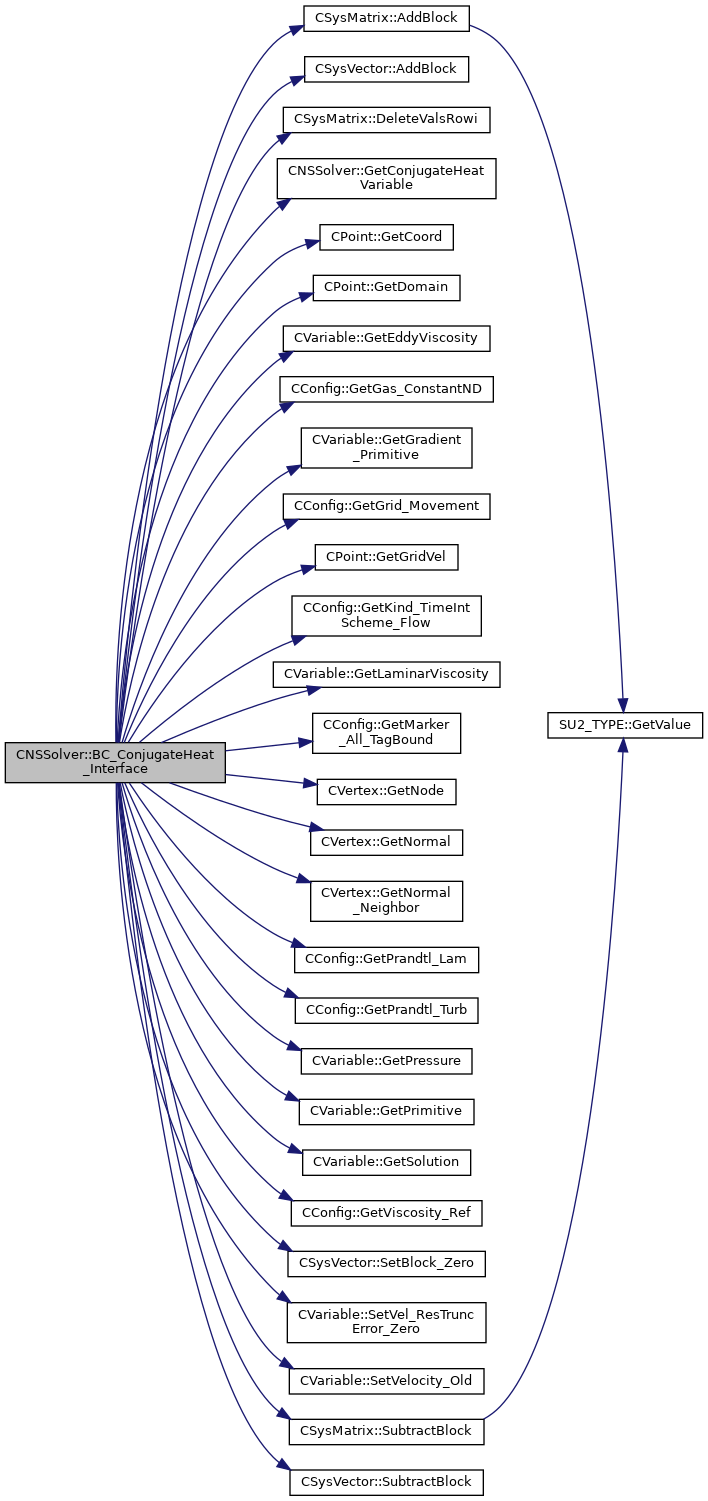 CSysMatrix::AddBlock
CSysVector::AddBlock
CSysMatrix::DeleteValsRowi
CNSSolver::GetConjugateHeat
Variable
CPoint::GetCoord
CPoint::GetDomain
CVariable::GetEddyViscosity
CConfig::GetGas_ConstantND
CVariable::GetGradient
_Primitive
CConfig::GetGrid_Movement
CPoint::GetGridVel
CConfig::GetKind_TimeInt
Scheme_Flow
CVariable::GetLaminarViscosity
CConfig::GetMarker
_All_TagBound
SU2_TYPE::GetValue
CNSSolver::BC_ConjugateHeat
_Interface
CVertex::GetNode
CVertex::GetNormal
CVertex::GetNormal
_Neighbor
CConfig::GetPrandtl_Lam
CConfig::GetPrandtl_Turb
CVariable::GetPressure
CVariable::GetPrimitive
CVariable::GetSolution
CConfig::GetViscosity_Ref
CSysVector::SetBlock_Zero
CVariable::SetVel_ResTrunc
Error_Zero
CVariable::SetVelocity_Old
CSysMatrix::SubtractBlock
CSysVector::SubtractBlock